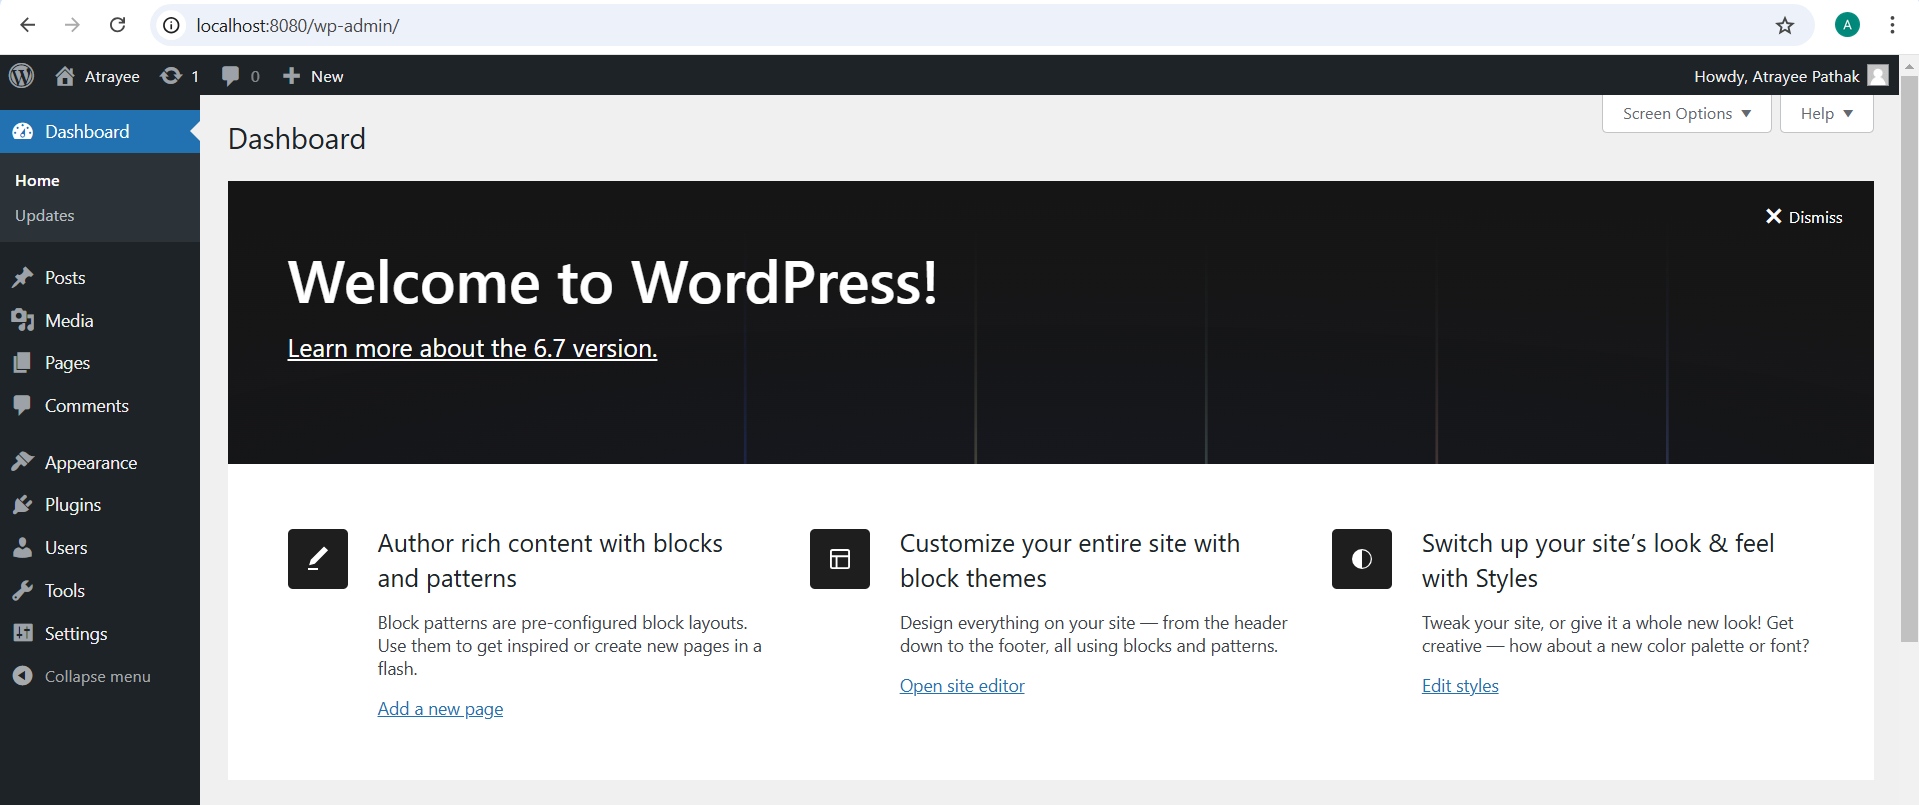 localhost:8080/wp-admin/
A
Atrayee
1
0
New
Howdy, Atrayee Pathak
Dashboard
Home
Updates
Posts
Media
Pages
Comments
Appearance
Plugins
Users
Tools
Settings
Collapse menu
Screen Options
Help
Dashboard
Dismiss
Welcome to WordPress!
Learn more about the 6.7 version.
Author rich content with blocks
and patterns
Block patterns are pre-configured block layouts.
Use them to get inspired or create new pages in a
flash.
Add a new page
Customize your entire site with
block themes
Design everything on your site — from the header
down to the footer, all using blocks and patterns.
Open site editor
Switch up your site’s look & feel
with Styles
Tweak your site, or give it a whole new look! Get
creative — how about a new color palette or font?
Edit styles